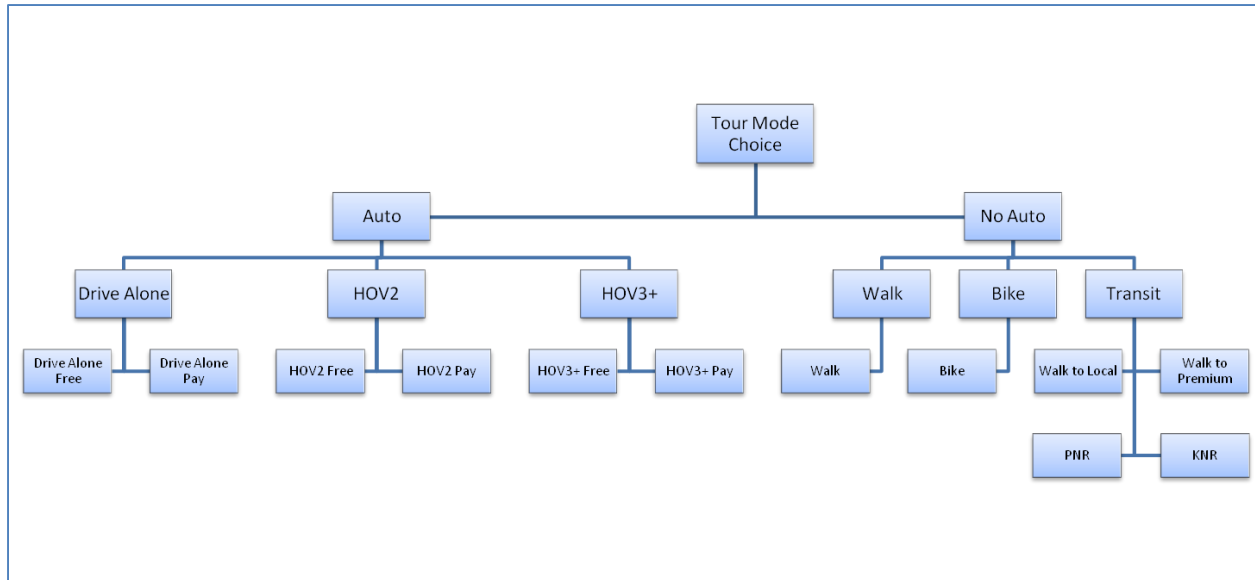 Tour Mode
Choice
Auto
No Auto
Drive Alone
HOV2
HOV3+
Walk
Bike
Transit
Drive Alone
Free
Drive Alone
Pay
HOV2 Free
HOV2 Pay
HOV3+ Free
HOV3+ Pay
Walk
Bike
Walk to Local
Walk to
Premium
PNR
KNR